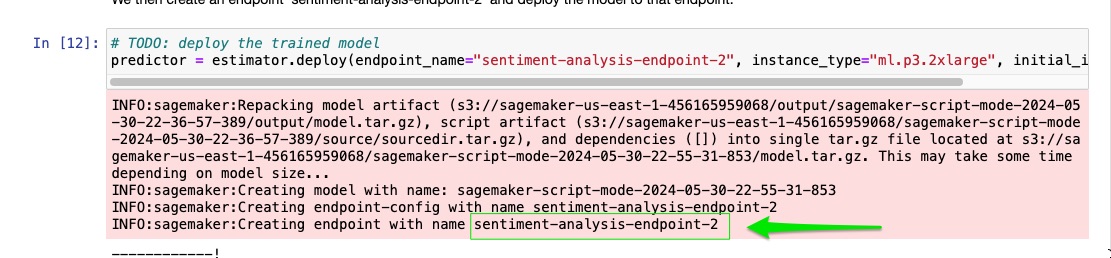 We then create an endpoint "sentiment-analysis-endpoint-2" and deploy the model to that endpoint.
In [12]:
# TODO: deploy the trained model
predictor = estimator.deploy(endpoint_name="sentiment-analysis-endpoint-2", instance_type="ml.p3.2xlarge", initial_i
INFO:sagemaker:Repacking model artifact (s3://sagemaker-us-east-1-456165959068/output/sagemaker-script-mode-2024-05
-30-22-36-57-389/output/model.tar.gz), script artifact (s3://sagemaker-us-east-1-456165959068/sagemaker-script-mode
-2024-05-30-22-36-57-389/source/sourcedir.tar.gz), and dependencies ([]) into single tar.gz file located at s3://sa
gemaker-us-east-1-456165959068/sagemaker-script-mode-2024-05-30-22-55-31-853/model.tar.gz. This may take some time
depending on model size...
INFO:sagemaker:Creating model with name: sagemaker-script-mode-2024-05-30-22-55-31-853
INFO:sagemaker:Creating endpoint-config with name sentiment-analysis-endpoint-2
INFO:sagemaker:Creating endpoint with name sentiment-analysis-endpoint-2
------------!